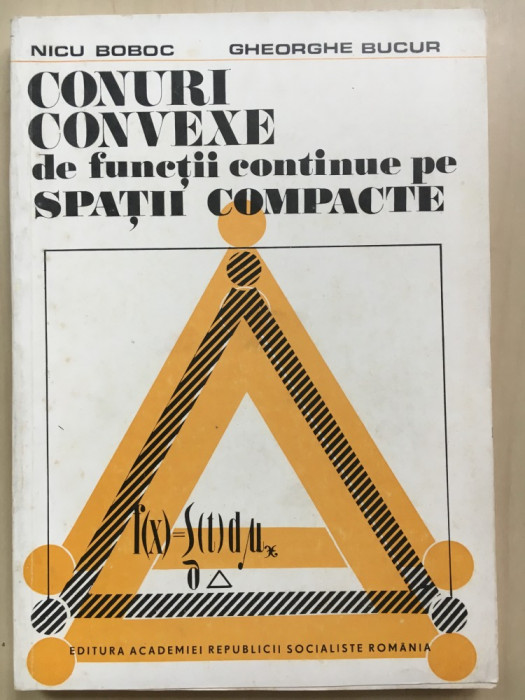 NICU BOBOC GHEORGHE BUCUR
CONURI
CONVEXE
de funcții continue pe
SPAȚII COMPACTE
f(x)=∫(t)dμx
∂△
EDITURA ACADEMIEI REPUBLICII SOCIALISTE ROMÂNIA